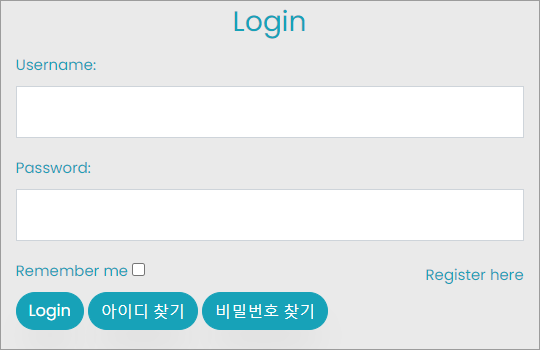 Login
Username:
Password:
Remember me
Register here
Login 아이디 찾기 비밀번호 찾기